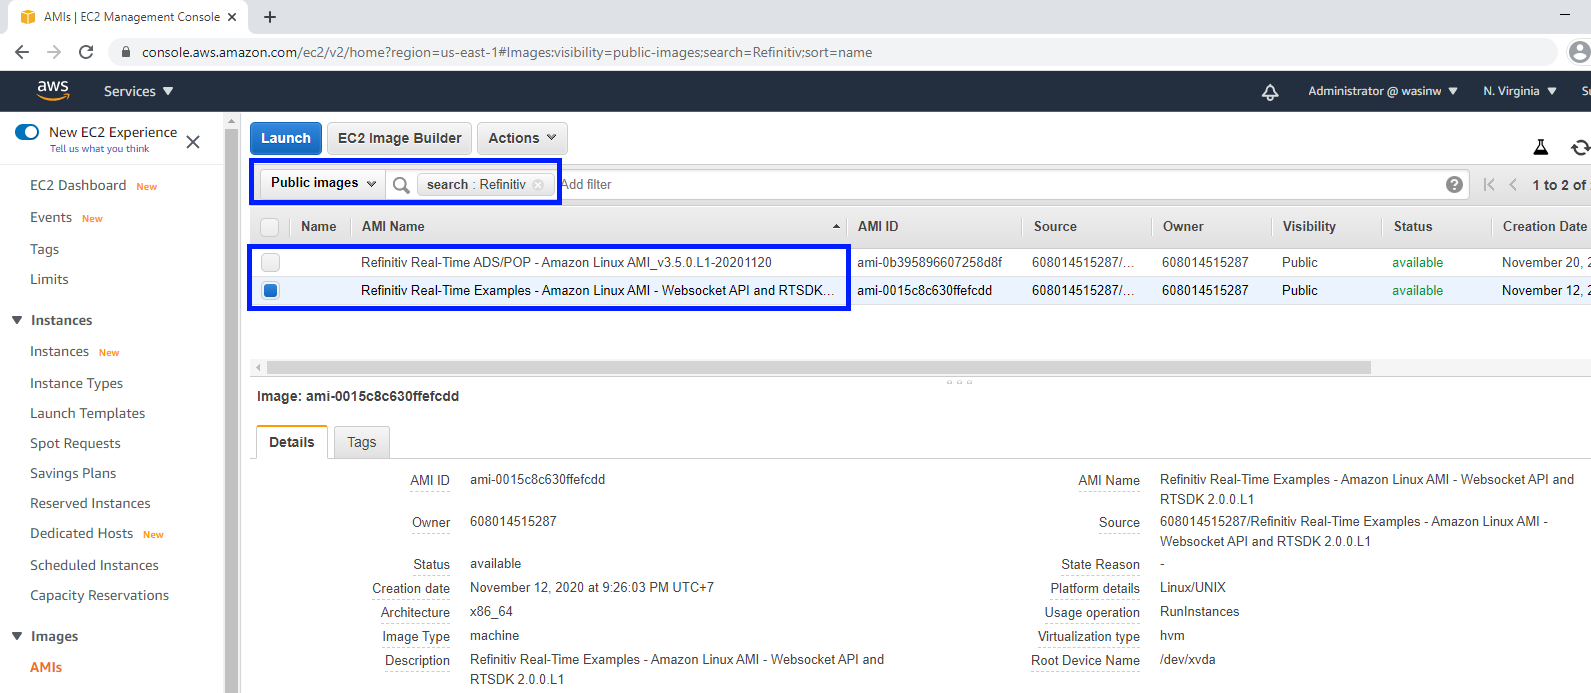 AMIs | EC2 Management Console
console.aws.amazon.com/ec2/v2/home?region=us-east-1#Images:visibility=public-images;search=Refinitiv;sort=name
aws Services Administrator @ wasinw N. Virginia
New EC2 Experience
Tell us what you think
EC2 Dashboard New
Events New
Tags
Limits
Instances
Instances New
Instance Types
Launch Templates
Spot Requests
Savings Plans
Reserved Instances
Dedicated Hosts New
Scheduled Instances
Capacity Reservations
Images
AMIs
Launch EC2 Image Builder Actions
Public images search : Refinitiv Add filter 1 to 2 of
Name AMI Name AMI ID Source Owner Visibility Status Creation Date
Refinitiv Real-Time ADS/POP - Amazon Linux AMI_v3.5.0.L1-20201120 ami-0b395896607258d8f 608014515287/... 608014515287 Public available November 20, 2
Refinitiv Real-Time Examples - Amazon Linux AMI - Websocket API and RTSDK... ami-0015c8c630ffefcdd 608014515287/... 608014515287 Public available November 12, 2
Image: ami-0015c8c630ffefcdd
Details Tags
AMI ID ami-0015c8c630ffefcdd
Owner 608014515287
Status available
Creation date November 12, 2020 at 9:26:03 PM UTC+7
Architecture x86_64
Image Type machine
Description Refinitiv Real-Time Examples - Amazon Linux AMI - Websocket API and
RTSDK 2.0.0.L1
AMI Name Refinitiv Real-Time Examples - Amazon Linux AMI - Websocket API and
RTSDK 2.0.0.L1
Source 608014515287/Refinitiv Real-Time Examples - Amazon Linux AMI -
Websocket API and RTSDK 2.0.0.L1
State Reason -
Platform details Linux/UNIX
Usage operation RunInstances
Virtualization type hvm
Root Device Name /dev/xvda